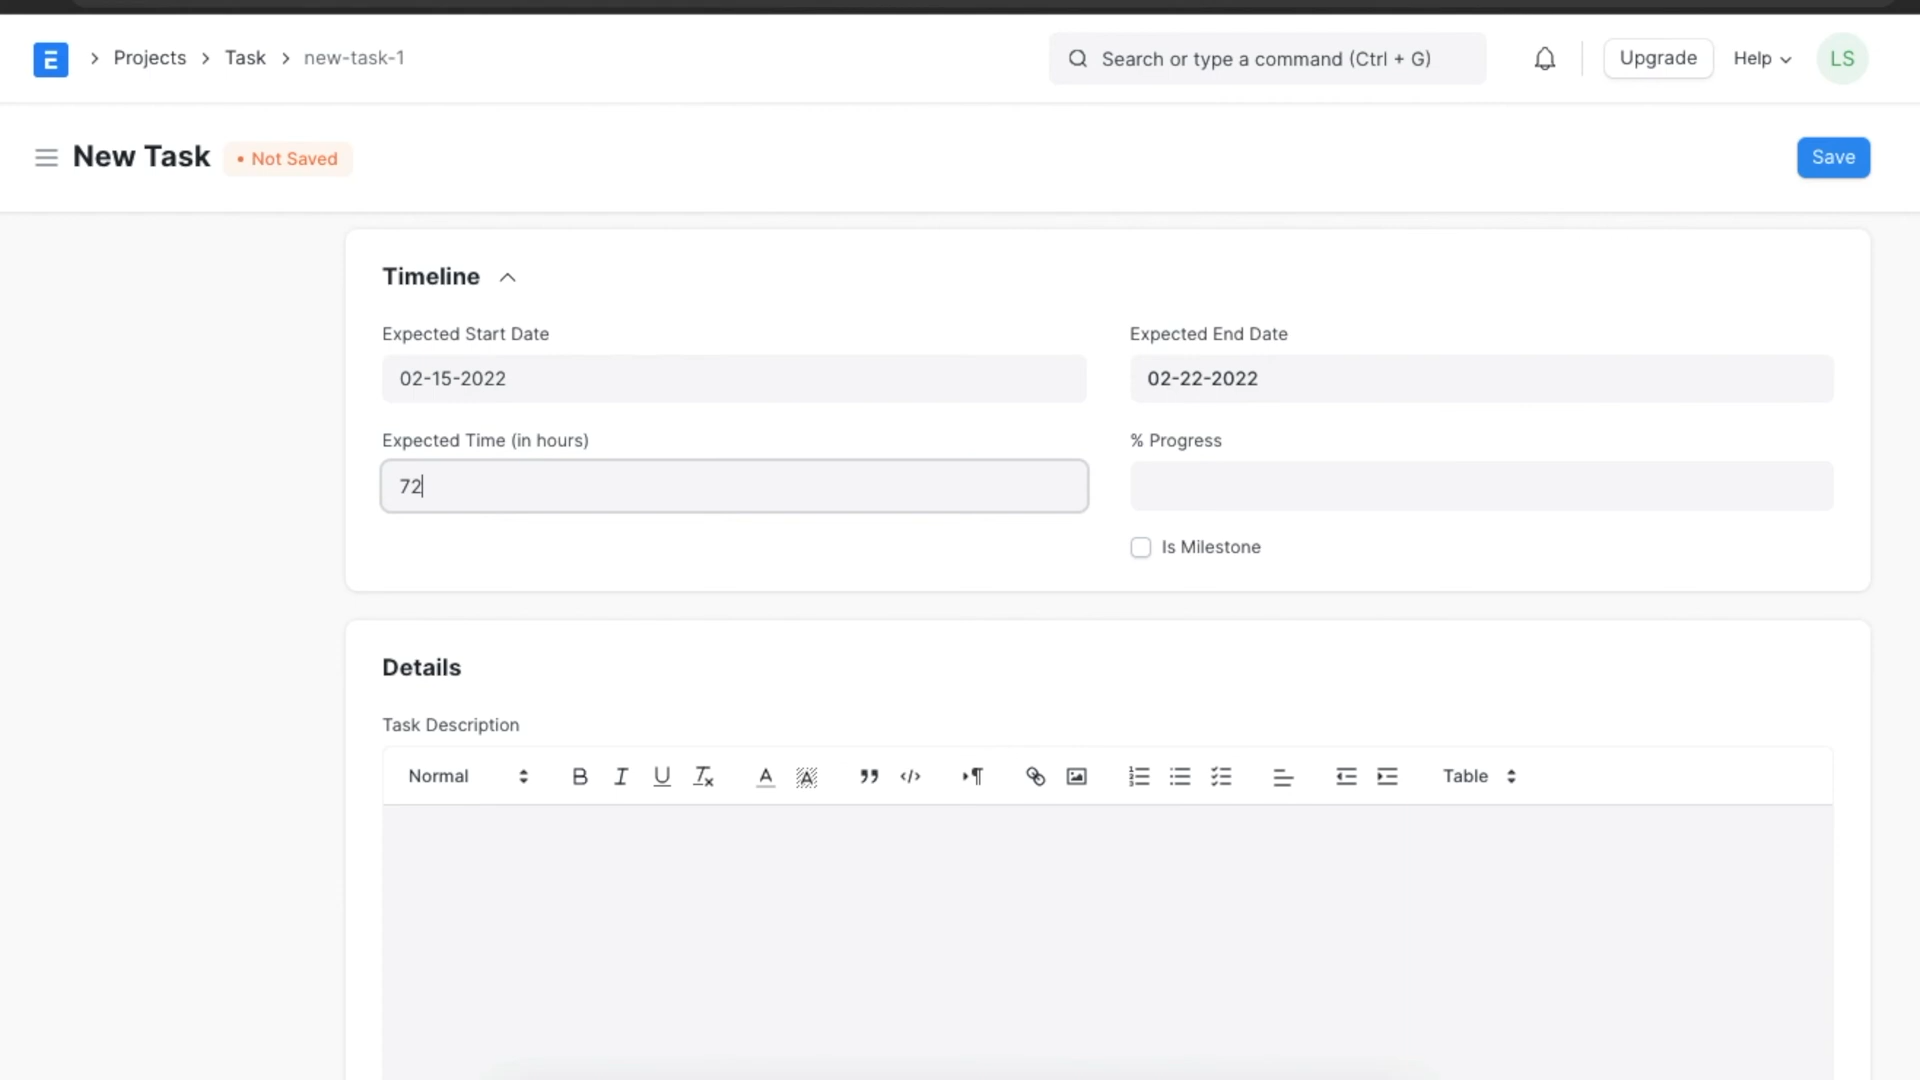 E > Projects > Task > new-task-1
Search or type a command (Ctrl + G)
Upgrade
Help
LS
New Task • Not Saved
Save
Timeline
Expected Start Date
Expected End Date
02-15-2022
02-22-2022
Expected Time (in hours)
% Progress
72
Is Milestone
Details
Task Description
Normal
Table